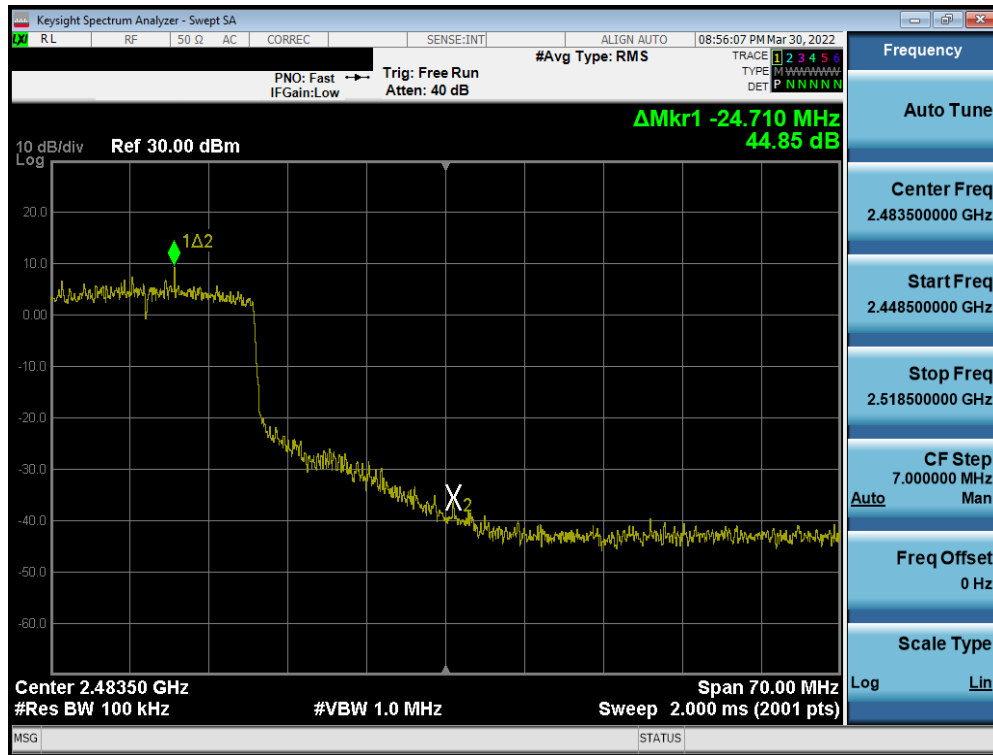 Keysight Spectrum Analyzer - Swept SA
LXI RL RF 50 Ω AC CORREC SENSE:INT ALIGN AUTO 08:56:07 PM Mar 30, 2022
#Avg Type: RMS TRACE 1 2 3 4 5 6
PNO: Fast Trig: Free Run TYPE M W W W W W
IFGain:Low Atten: 40 dB DET P N N N N N
ΔMkr1 -24.710 MHz
44.85 dB
10 dB/div Ref 30.00 dBm
Log
20.0
1Δ2
10.0
0.00
-10.0
-20.0
-30.0
X2
-40.0
-50.0
-60.0
Center 2.48350 GHz Span 70.00 MHz
#Res BW 100 kHz #VBW 1.0 MHz Sweep 2.000 ms (2001 pts)
MSG STATUS
Frequency
Auto Tune
Center Freq
2.483500000 GHz
Start Freq
2.448500000 GHz
Stop Freq
2.518500000 GHz
CF Step
7.000000 MHz
Auto Man
Freq Offset
0 Hz
Scale Type
Log Lin